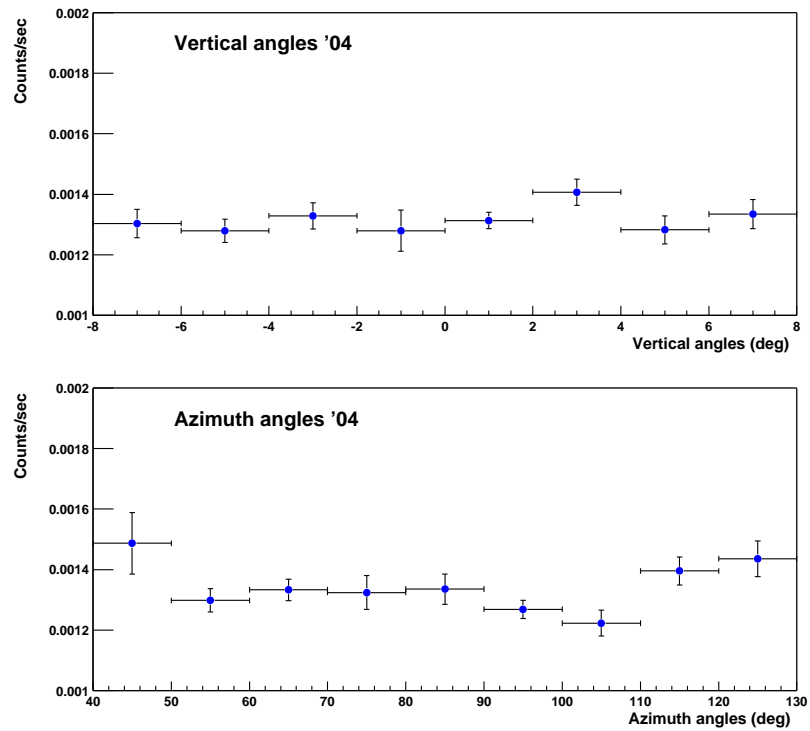 Counts/sec
Vertical angles '04
0.002
0.0018
0.0016
0.0014
0.0012
0.001
-8 -6 -4 -2 0 2 4 6 8
Vertical angles (deg)
Counts/sec
Azimuth angles '04
0.002
0.0018
0.0016
0.0014
0.0012
0.001
40 50 60 70 80 90 100 110 120 130
Azimuth angles (deg)